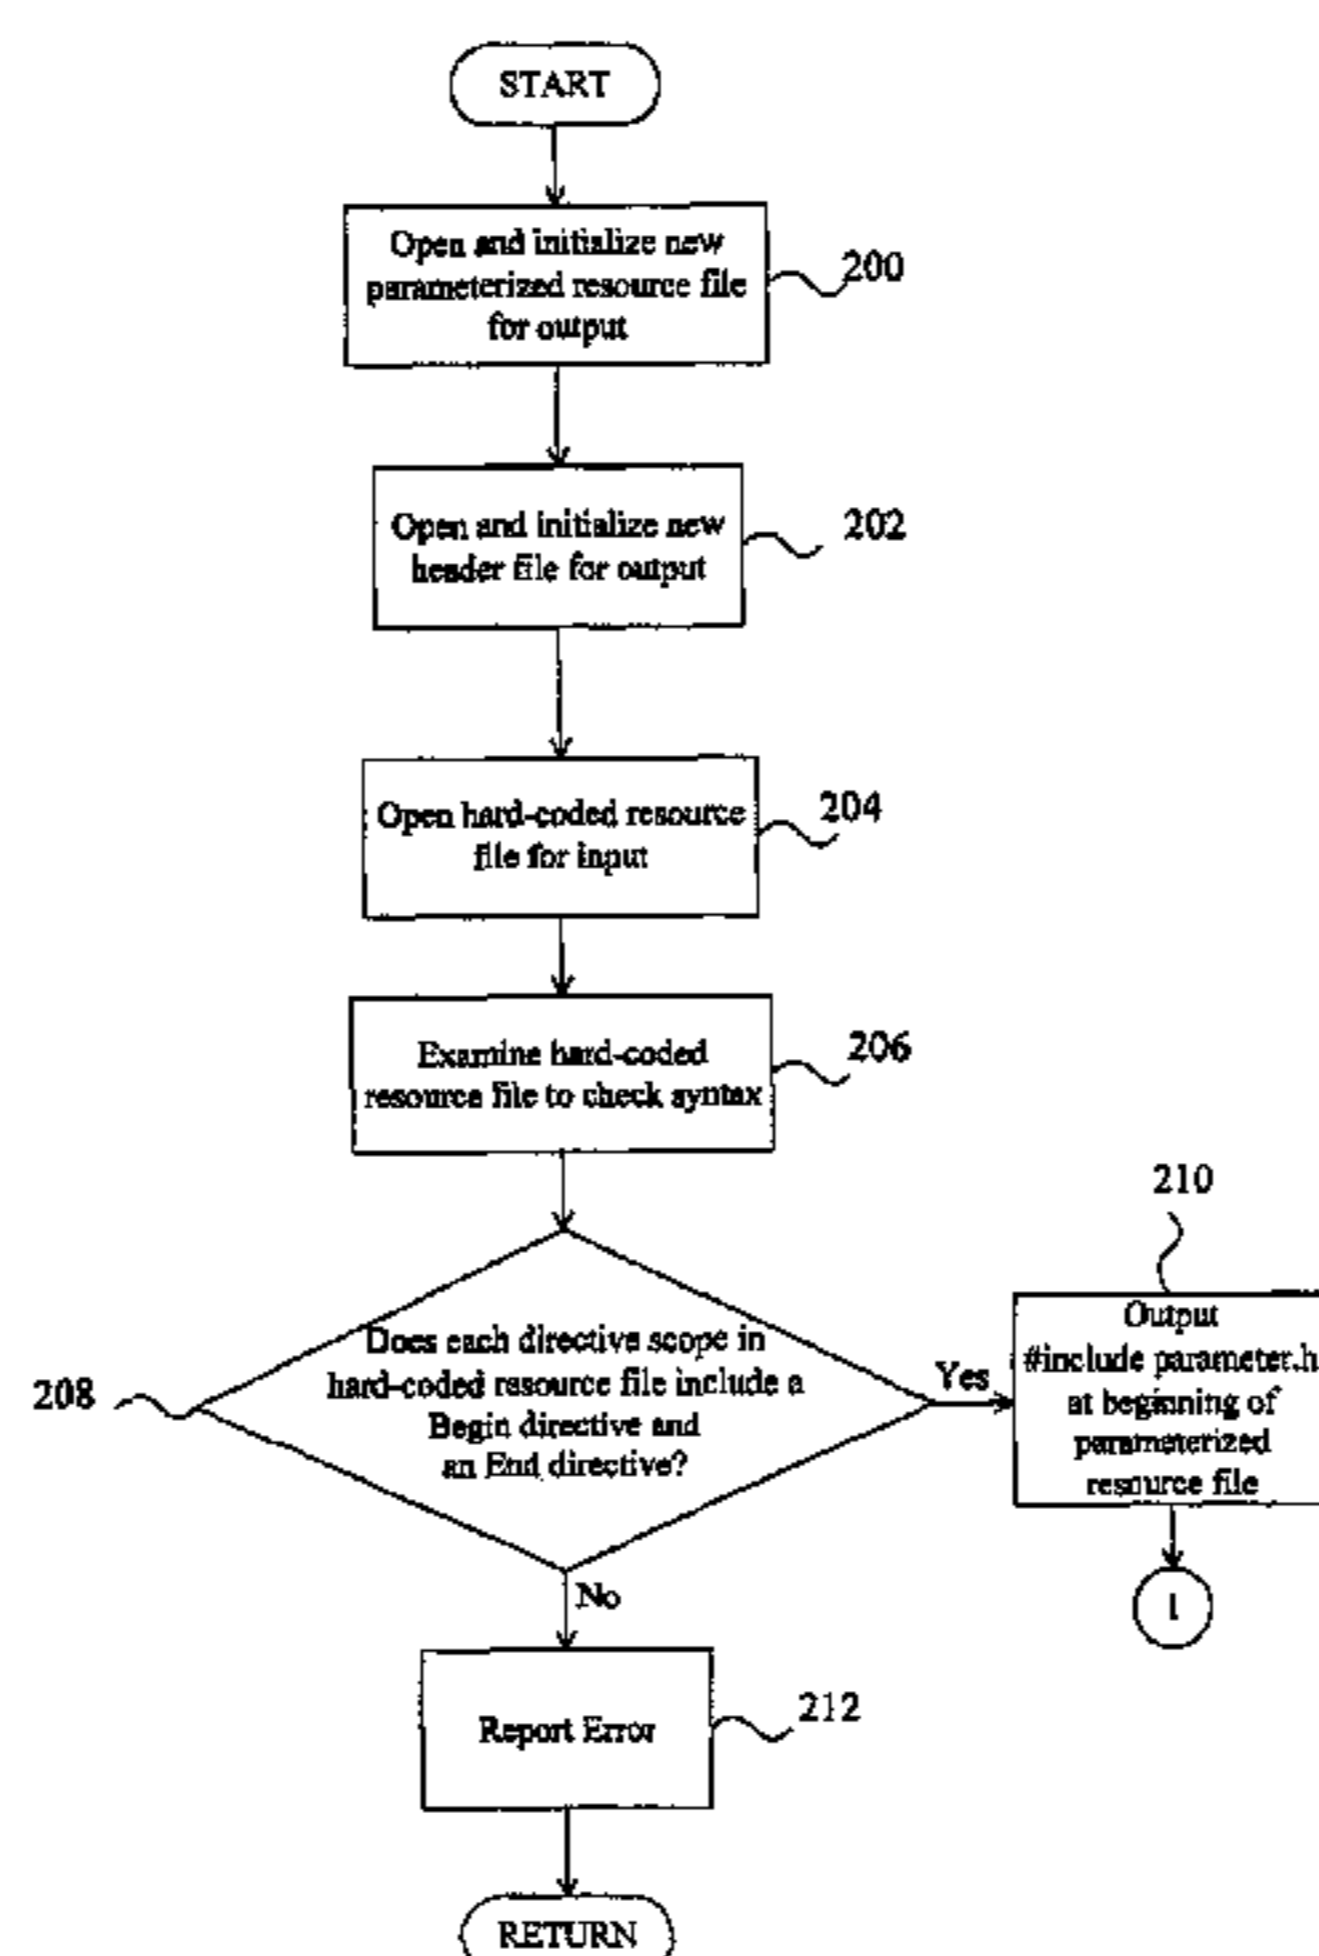 START
Open and initialize new
parameterized resource file
for output
200
Open and initialize new
header file for output
202
Open hard-coded resource
file for input
204
Examine hard-coded
resource file to check syntax
206
Does each directive scope in
hard-coded resource file include a
Begin directive and
an End directive?
208
Yes
210
Output
#include parameter.h
at beginning of
parameterized
resource file
1
No
Report Error
212
RETURN